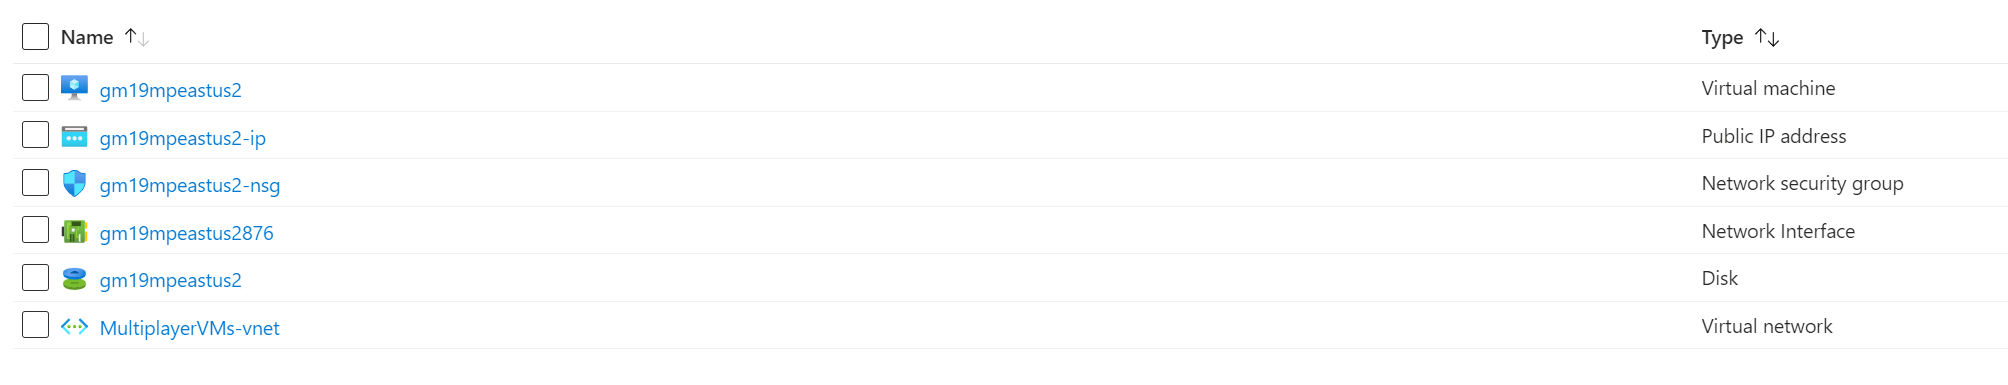 Name Type
gm19mpeastus2 Virtual machine
gm19mpeastus2-ip Public IP address
gm19mpeastus2-nsg Network security group
gm19mpeastus2876 Network Interface
gm19mpeastus2 Disk
MultiplayerVMs-vnet Virtual network